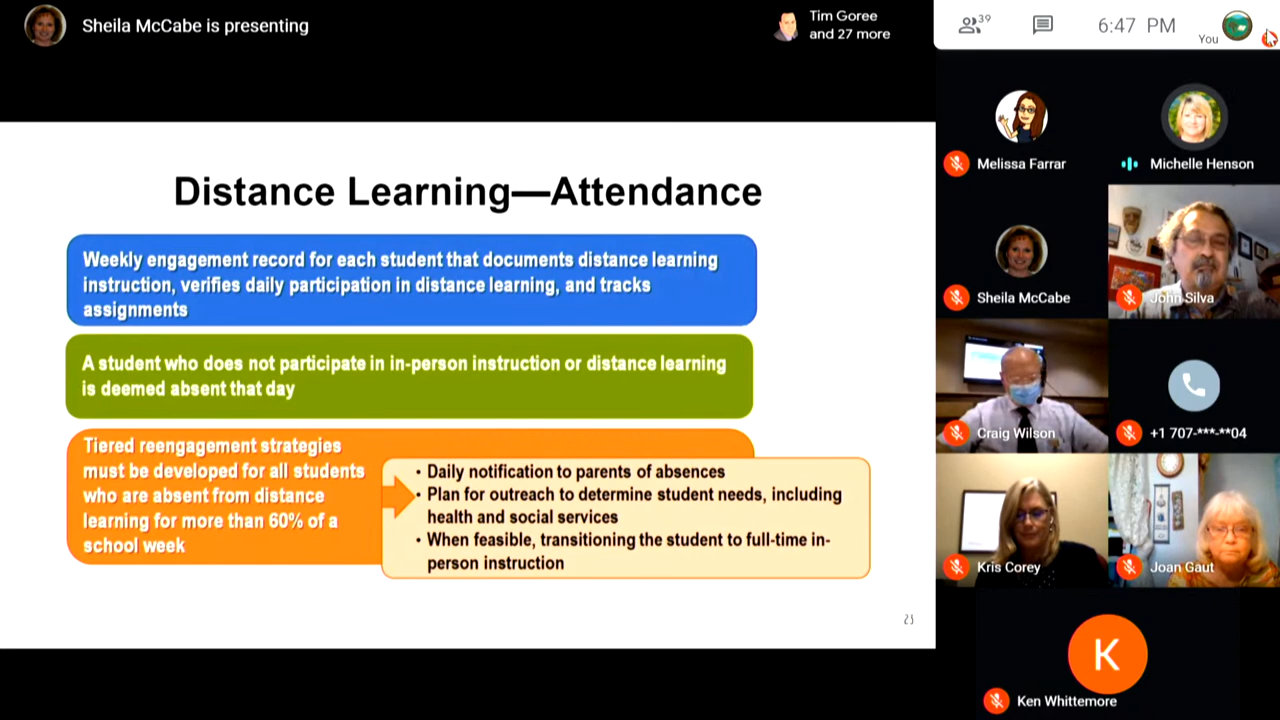 Sheila McCabe is presenting
Tim Goree
and 27 more
39
6:47 PM
You
Distance Learning—Attendance
Weekly engagement record for each student that documents distance learning
instruction, verifies daily participation in distance learning, and tracks
assignments
A student who does not participate in in-person instruction or distance learning
is deemed absent that day
Tiered reengagement strategies
must be developed for all students
who are absent from distance
learning for more than 60% of a
school week
• Daily notification to parents of absences
• Plan for outreach to determine student needs, including
health and social services
• When feasible, transitioning the student to full-time in-
person instruction
Melissa Farrar
Michelle Henson
Sheila McCabe
John Silva
Craig Wilson
+1 707-***-**04
Kris Corey
Joan Gaut
K
Ken Whittemore